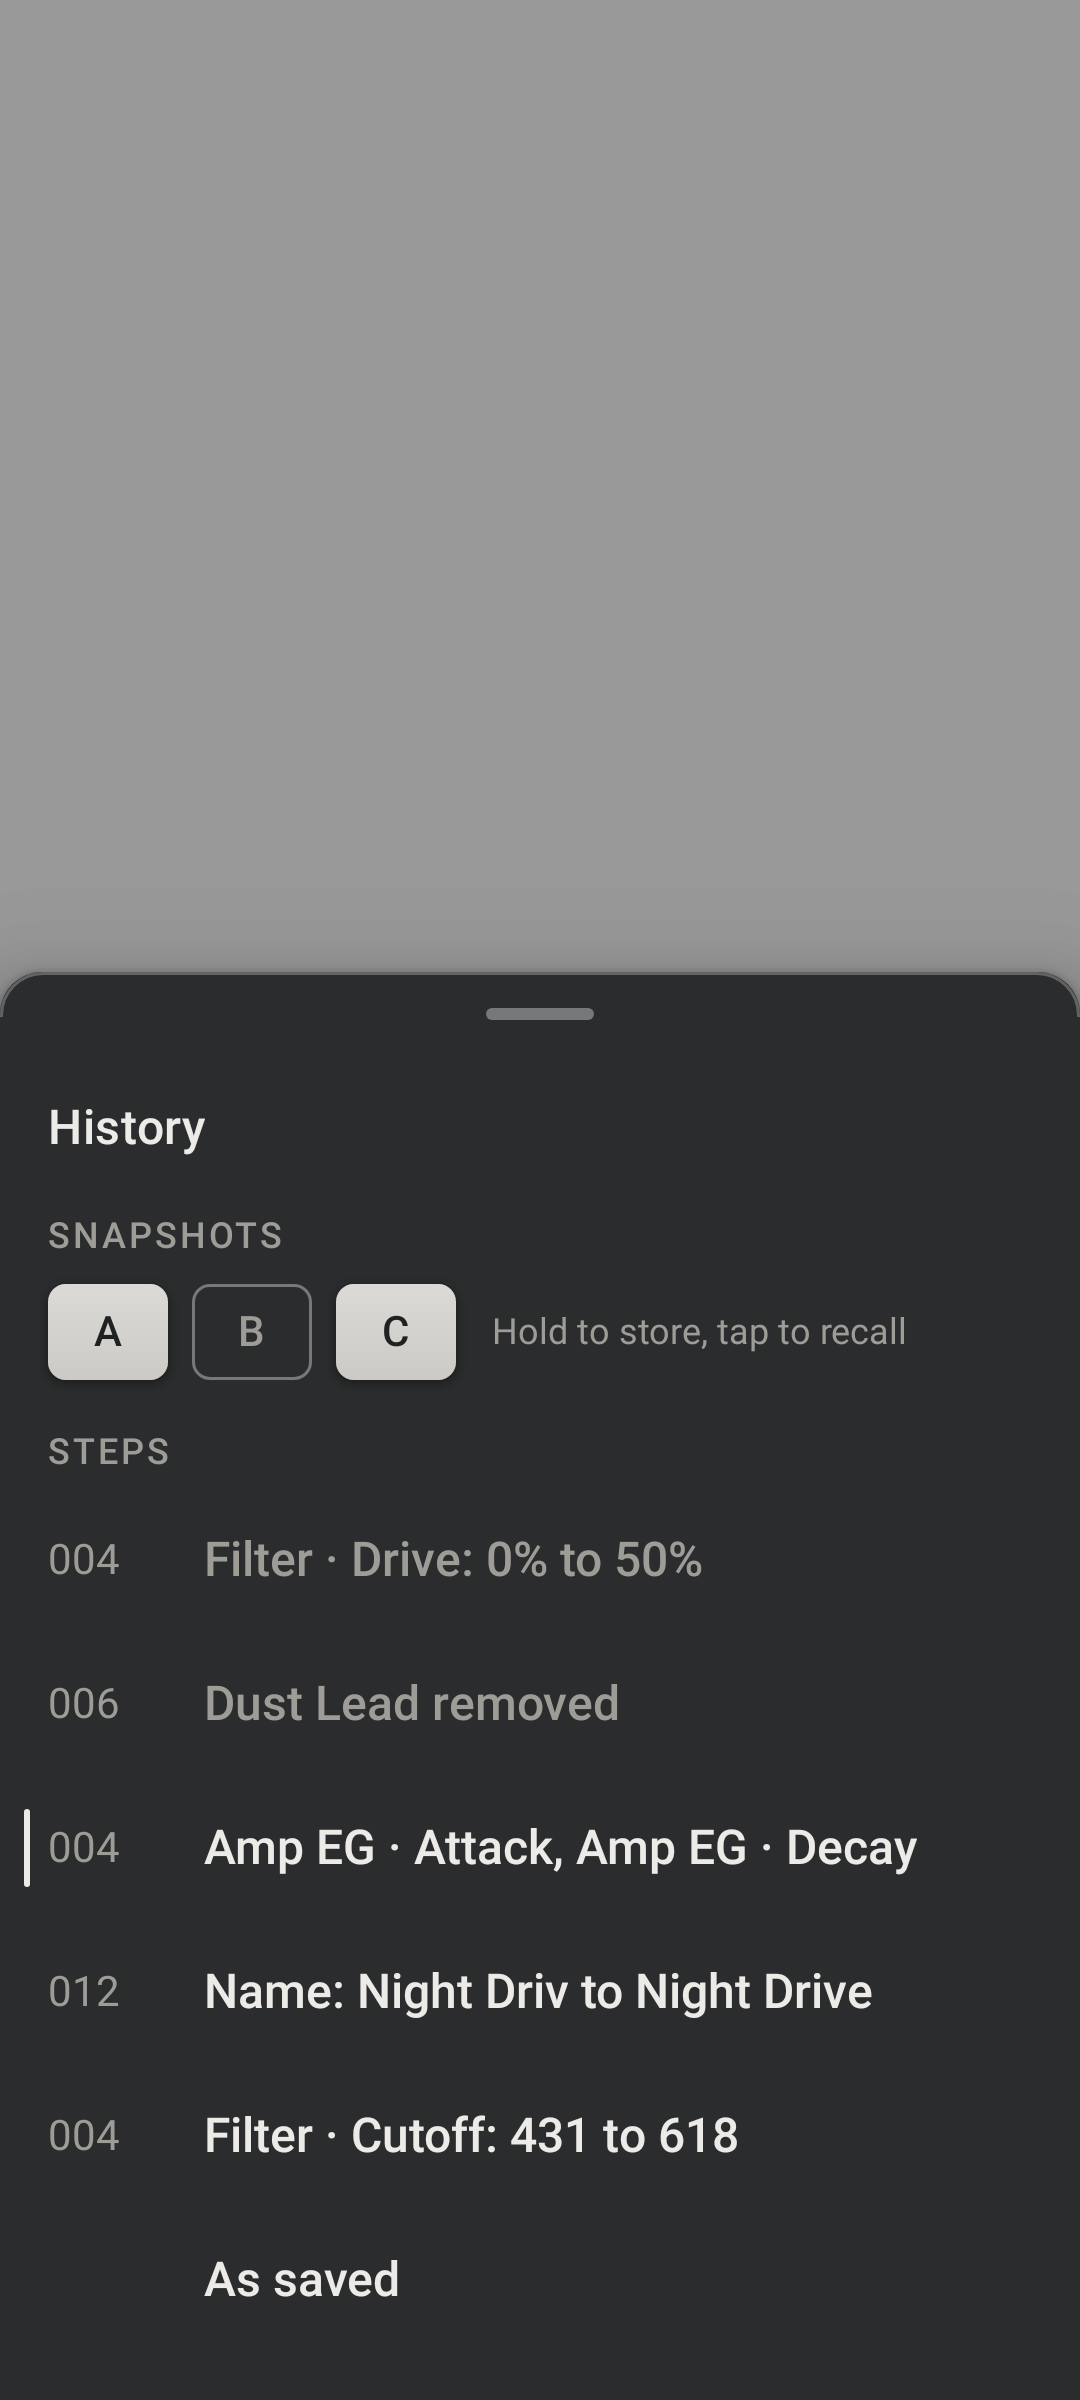 History
SNAPSHOTS
A B C Hold to store, tap to recall
STEPS
004 Filter · Drive: 0% to 50%
006 Dust Lead removed
004 Amp EG · Attack, Amp EG · Decay
012 Name: Night Driv to Night Drive
004 Filter · Cutoff: 431 to 618
As saved